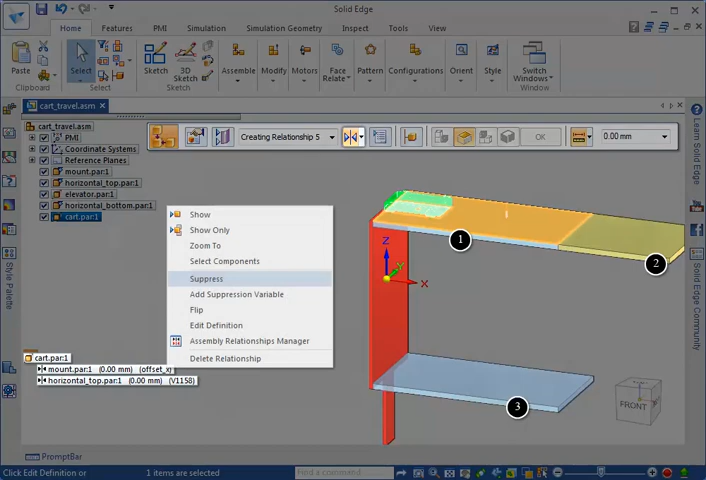 Solid Edge
Home Features PMI Simulation Simulation Geometry Inspect Tools View
Paste
Select
Sketch
3D Sketch
Assemble
Modify
Motors
Face Relate
Pattern
Configurations
Orient
Style
Switch Windows
Clipboard Select Sketch Window
cart_travel.asm
cart_travel.asm
PMI
Coordinate Systems
Reference Planes
mount.par:1
horizontal_top.par:1
elevator.par:1
horizontal_bottom.par:1
cart.par:1
Creating Relationship 5
OK
0.00 mm
Show
Show Only
Zoom To
Select Components
Suppress
Add Suppression Variable
Flip
Edit Definition
Assembly Relationships Manager
Delete Relationship
1
2
3
Z
Y
X
FRONT
cart.par:1
mount.par:1 (0.00 mm) (offset_x)
horizontal_top.par:1 (0.00 mm) (V1158)
Style Palette
Learn Solid Edge
YouTube
Solid Edge Community
PromptBar
Click Edit Definition or
1 items are selected
Find a command